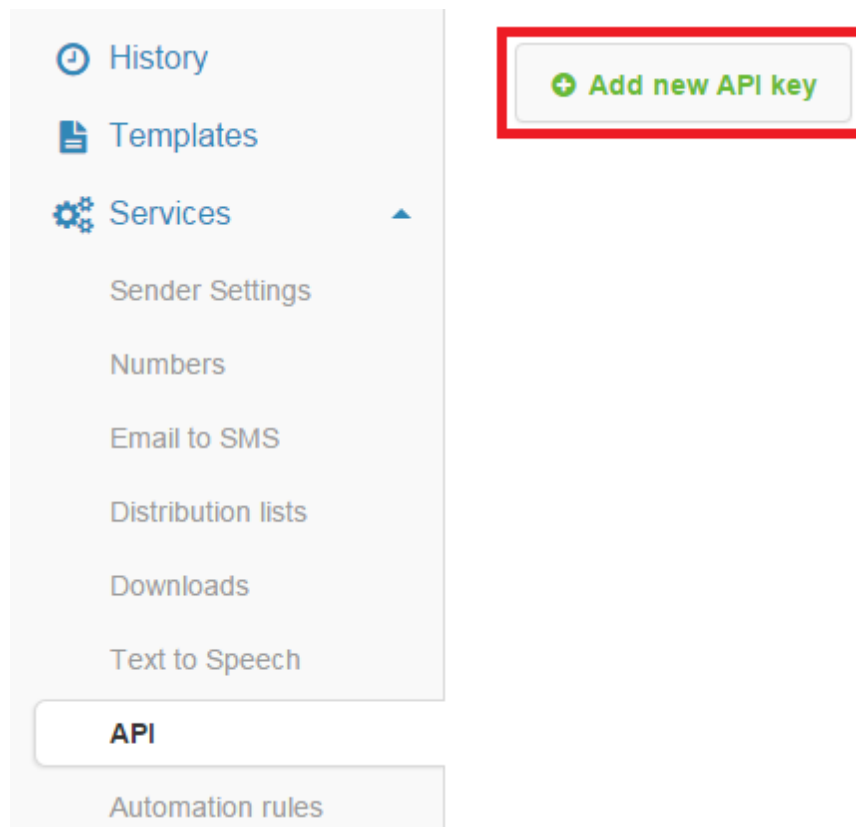 History
Templates
Services
Sender Settings
Numbers
Email to SMS
Distribution lists
Downloads
Text to Speech
API
Automation rules
Add new API key